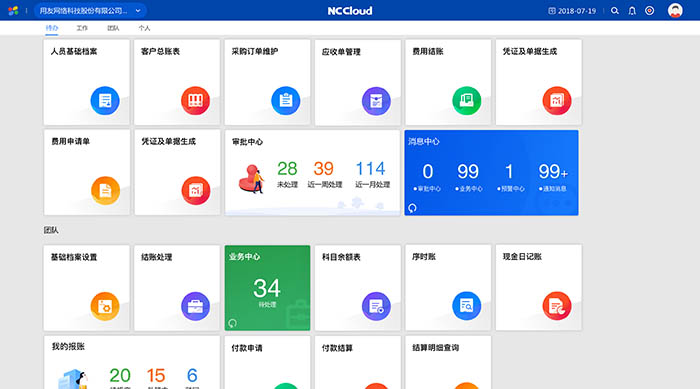 用友网络科技股份有限公司...
NCCloud
2018-07-19
待办 工作 团队 个人
人员基础档案 客户总账表 采购订单维护 应收单管理 费用结账 凭证及单据生成
费用申请单 凭证及单据生成 审批中心 消息中心
28 39 114 0 99 1 99+
未处理 近一周处理 近一月处理 审批中心 业务中心 预警中心 通知消息
团队
基础档案设置 结账处理 业务中心 科目余额表 序时账 现金日记账
34
待处理
我的报账 付款申请 付款结算 结算明细查询
20 15 6